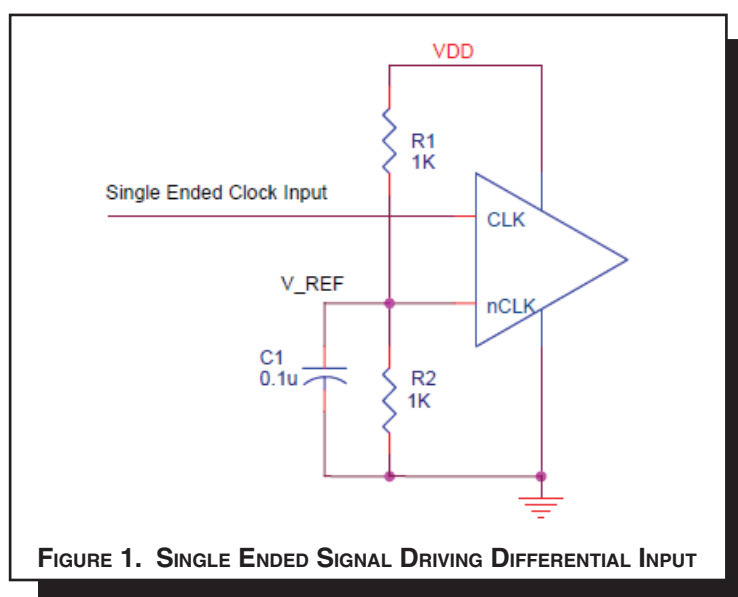 VDD
R1
1K
Single Ended Clock Input
CLK
V_REF
nCLK
C1
0.1u
R2
1K
FIGURE 1. SINGLE ENDED SIGNAL DRIVING DIFFERENTIAL INPUT